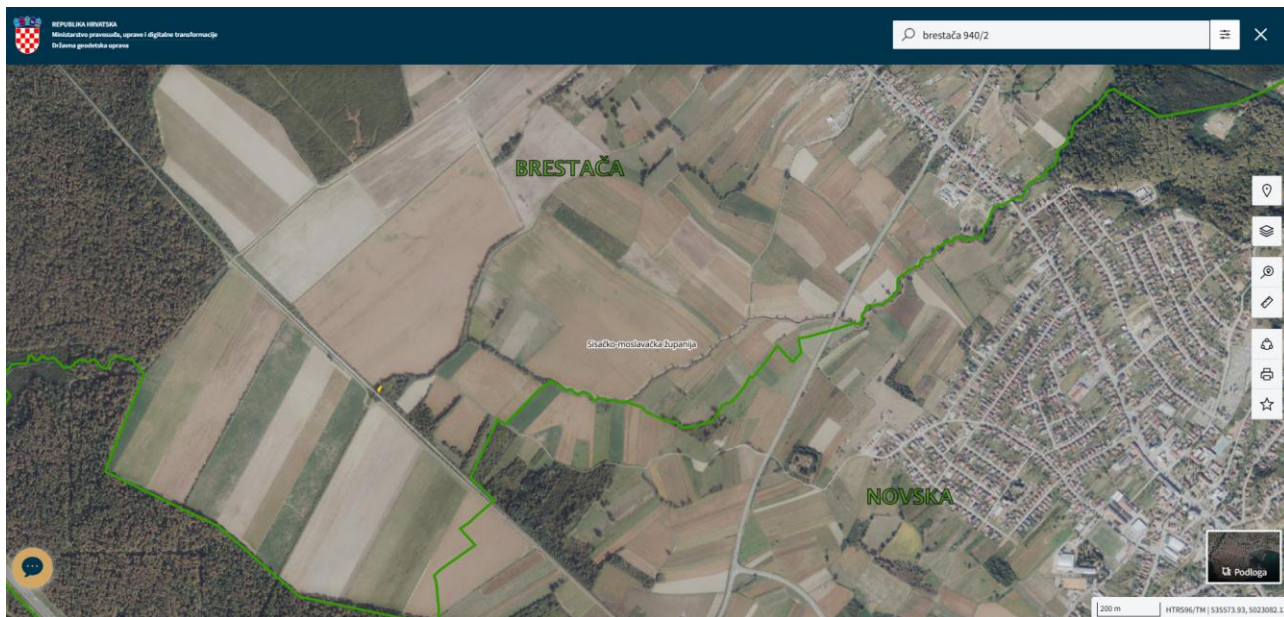 REPUBLIKA HRVATSKA
Ministarstvo pravosuđa, uprave i digitalne transformacije
Državna geodetska uprava
brestača 940/2
BRESTAČA
Sisačko-moslavačka županija
NOVSKA
Podloga
200 m
HTRS96/TM | 535573.93, 5023082.1